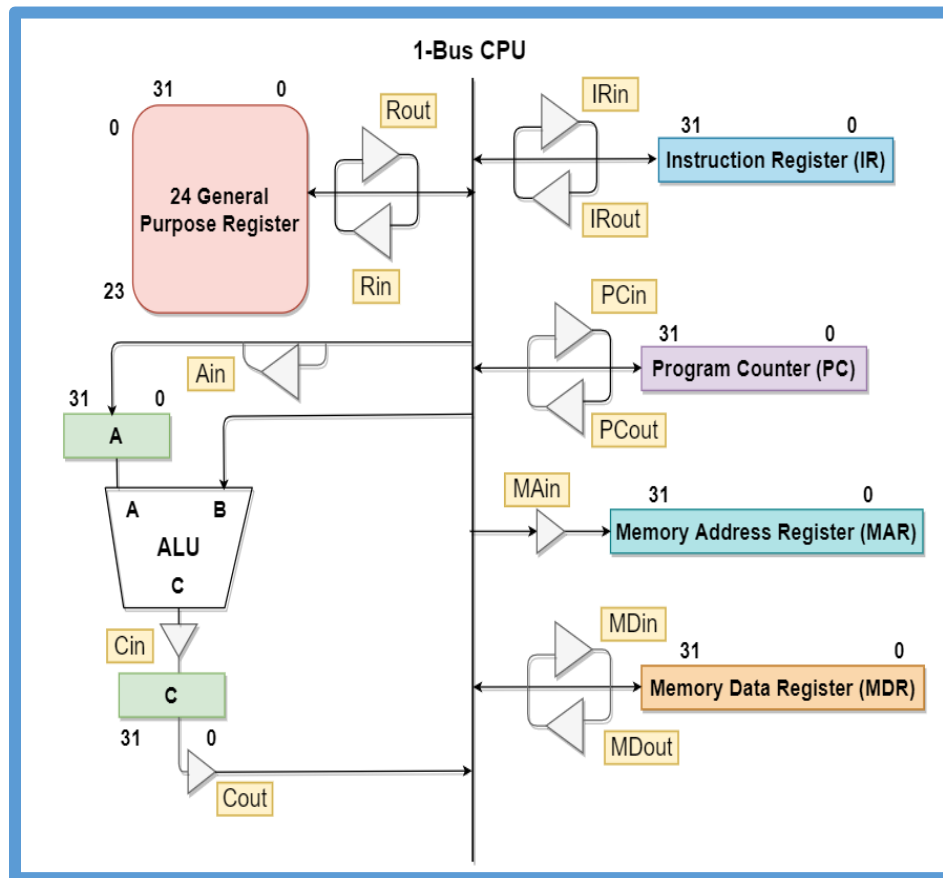 1-Bus CPU
31 0
0
24 General
Purpose Register
23
Rout
Rin
IRin
31 0
Instruction Register (IR)
IRout
PCin
31 0
Program Counter (PC)
PCout
Ain
31 0
A
A B
ALU
C
Cin
C
31 0
Cout
MAin
31 0
Memory Address Register (MAR)
MDin
31 0
Memory Data Register (MDR)
MDout